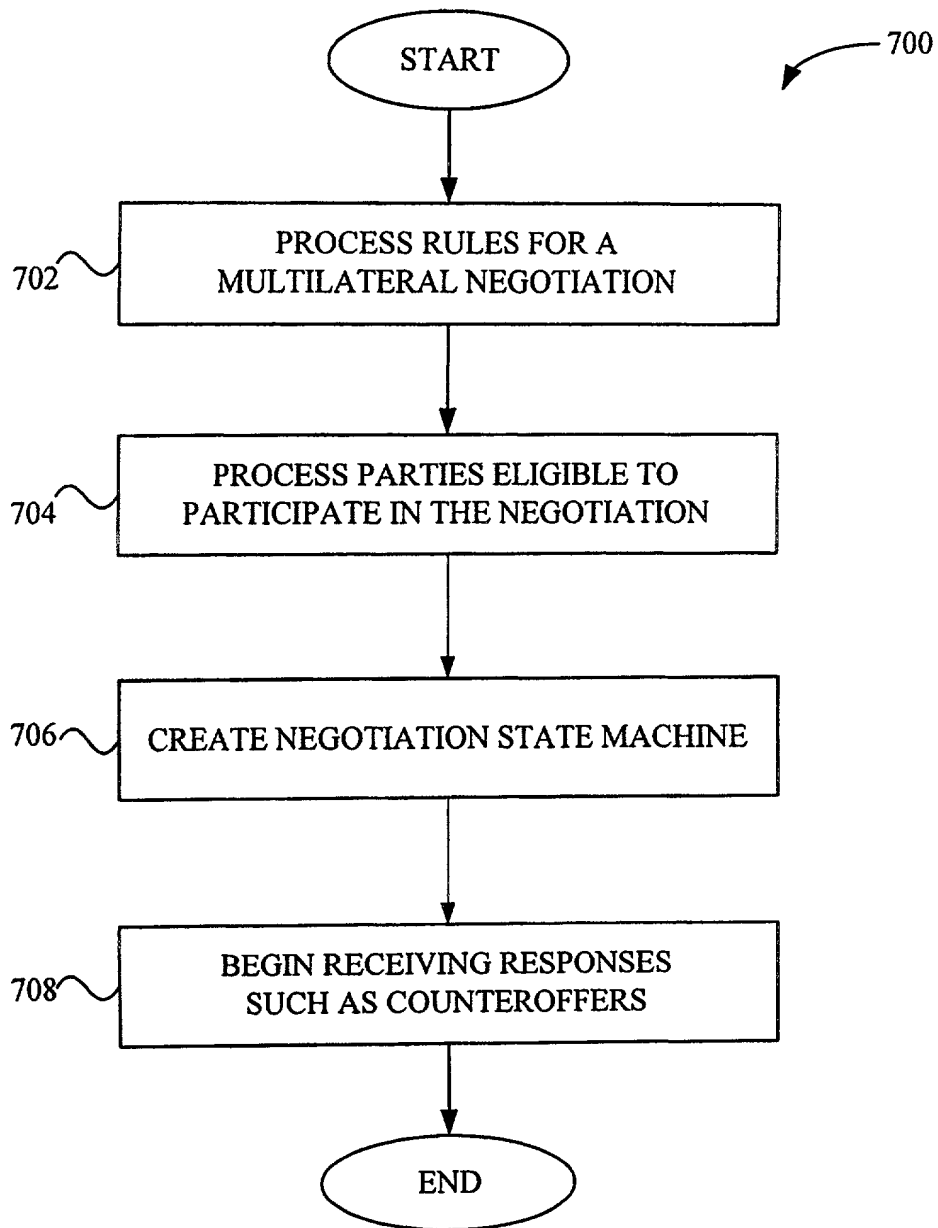 START
700
702
PROCESS RULES FOR A
MULTILATERAL NEGOTIATION
704
PROCESS PARTIES ELIGIBLE TO
PARTICIPATE IN THE NEGOTIATION
706
CREATE NEGOTIATION STATE MACHINE
708
BEGIN RECEIVING RESPONSES
SUCH AS COUNTEROFFERS
END